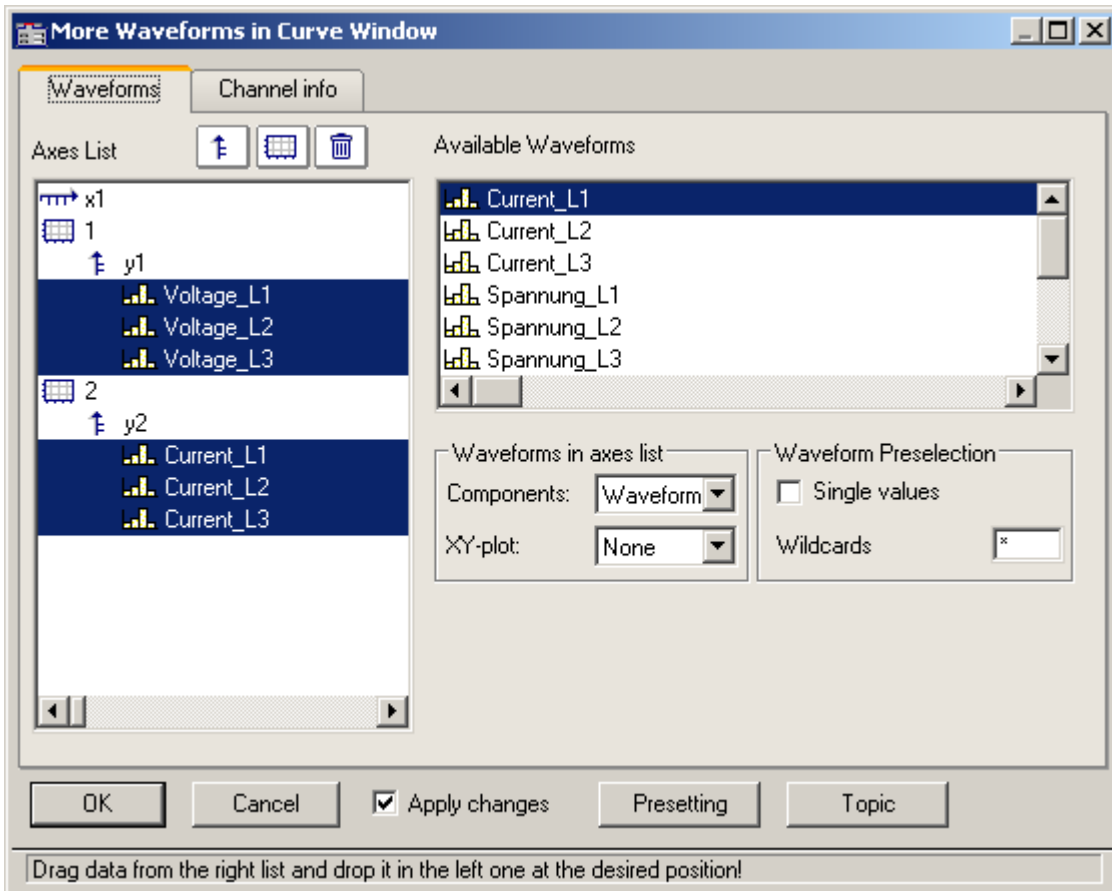 More Waveforms in Curve Window
Waveforms
Channel info
Axes List
x1
1
y1
Voltage_L1
Voltage_L2
Voltage_L3
2
y2
Current_L1
Current_L2
Current_L3
Available Waveforms
Current_L1
Current_L2
Current_L3
Spannung_L1
Spannung_L2
Spannung_L3
Waveforms in axes list
Components: Waveform
XY-plot: None
Waveform Preselection
Single values
Wildcards *
OK
Cancel
Apply changes
Presetting
Topic
Drag data from the right list and drop it in the left one at the desired position!